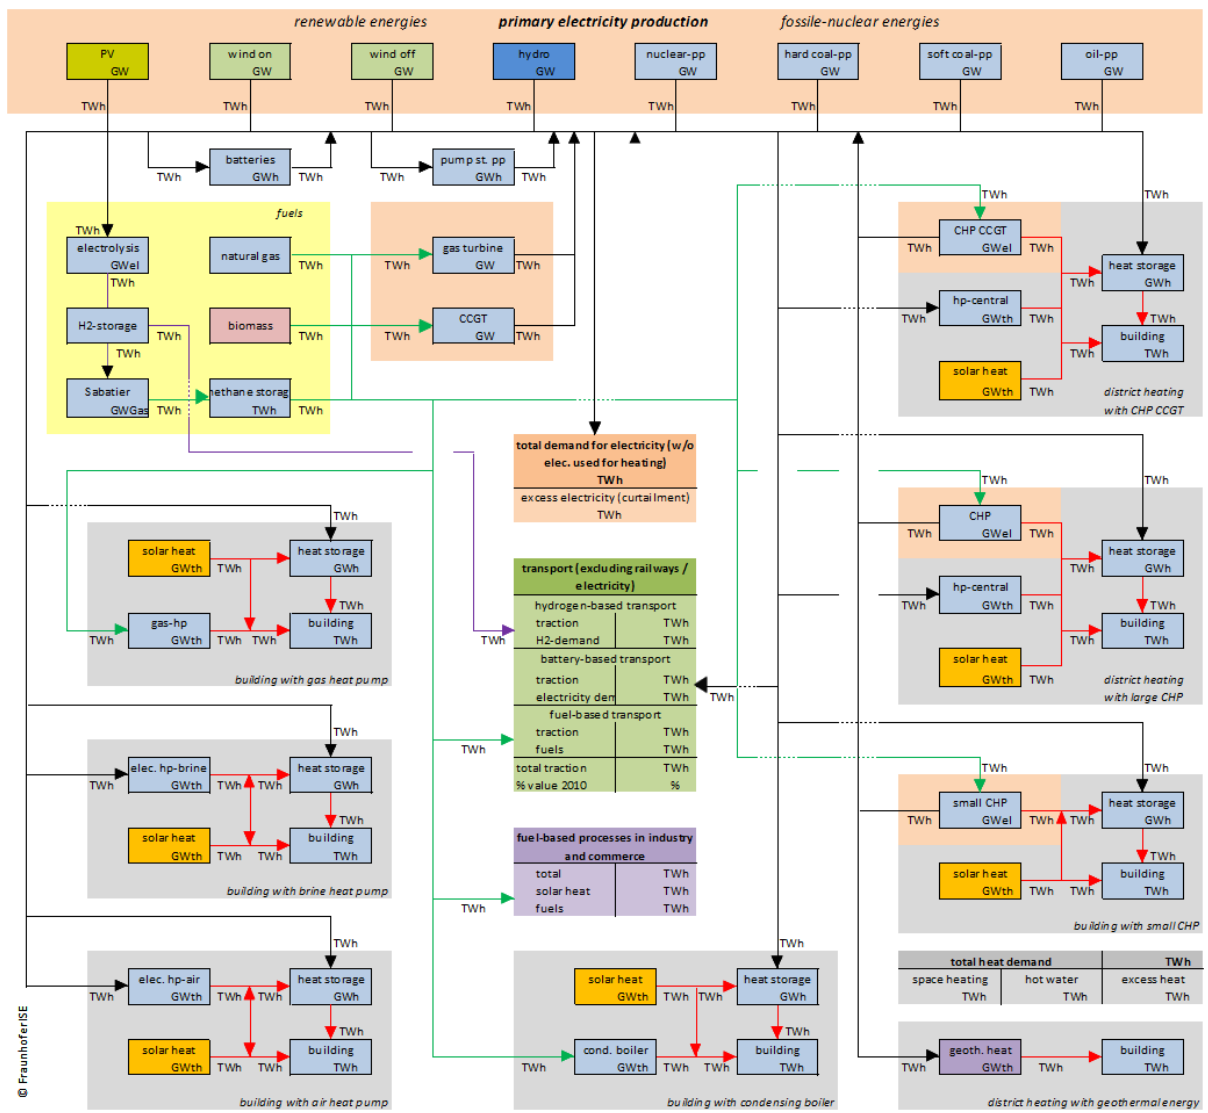 renewable energies primary electricity production fossile-nuclear energies
PV wind on wind off hydro nuclear-pp hard coal-pp soft coal-pp oil-pp
GW GW GW GW GW GW GW GW
TWh TWh TWh TWh TWh TWh TWh TWh
batteries pump st. pp
TWh GWh TWh TWh GWh TWh
TWh TWh
fuels
TWh
electrolysis natural gas gas turbine CHP CCGT
GWel TWh TWh GW TWh TWh GWel TWh
heat storage
TWh TWh GWh
H2-storage biomass CCGT hp-central TWh
TWh TWh TWh GW TWh TWh GWth TWh
building
TWh TWh TWh
solar heat
Sabatier methane storag GWth TWh
GWGas TWh TWh TWh
district heating
with CHP CCGT
total demand for electricity (w/o
elec. used for heating)
TWh TWh TWh
excess electricity (curtailment)
TWh
CHP
TWh GWel TWh
TWh
solar heat heat storage heat storage
GWth TWh GWh TWh GWh
transport (excluding railways /
electricity)
hp-central TWh
GWth TWh
TWh
hydrogen-based transport
traction TWh
H2-demand TWh
TWh
gas-hp building building
TWh GWth TWh TWh TWh TWh TWh
building with gas heat pump
battery-based transport
traction TWh
electricity dem TWh
TWh
solar heat
GWth TWh
district heating
with large CHP
fuel-based transport
traction TWh
fuels TWh
TWh
total traction TWh
% value 2010 %
TWh TWh TWh
elec. hp-brine heat storage
TWh GWth TWh TWh GWh
TWh
solar heat building
GWth TWh TWh TWh
building with brine heat pump
small CHP heat storage
TWh GWel TWh TWh GWh
TWh
solar heat building
GWth TWh TWh TWh
building with small CHP
fuel-based processes in industry
and commerce
total TWh
solar heat TWh
fuels TWh
TWh
TWh TWh
elec. hp-air heat storage
TWh GWth TWh TWh GWh
TWh
solar heat building
GWth TWh TWh TWh
building with air heat pump
solar heat heat storage
GWth TWh TWh GWh
TWh
cond. boiler building
TWh GWth TWh TWh TWh
building with condensing boiler
total heat demand TWh
space heating hot water excess heat
TWh TWh TWh
geoth. heat building
TWh GWth TWh TWh
district heating with geothermal energy
© FraunhoferISE